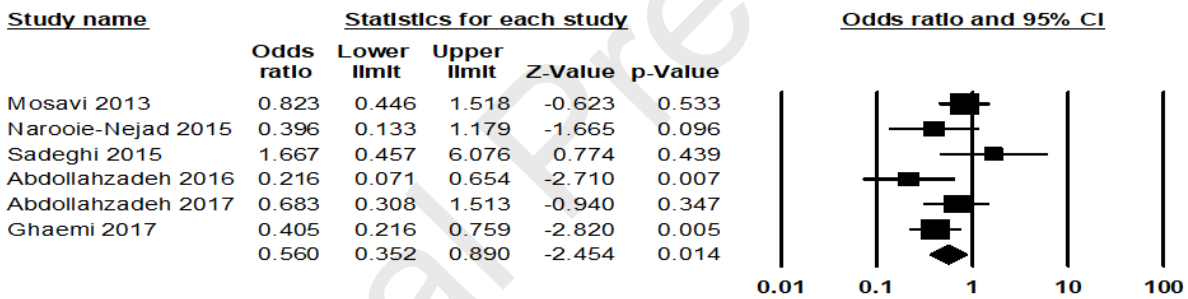 Study name Statistics for each study Odds ratio and 95% CI
Odds Lower Upper
ratio limit limit Z-Value p-Value
Mosavi 2013 0.823 0.446 1.518 -0.623 0.533
Narooie-Nejad 2015 0.396 0.133 1.179 -1.665 0.096
Sadeghi 2015 1.667 0.457 6.076 0.774 0.439
Abdollahzadeh 2016 0.216 0.071 0.654 -2.710 0.007
Abdollahzadeh 2017 0.683 0.308 1.513 -0.940 0.347
Ghaemi 2017 0.405 0.216 0.759 -2.820 0.005
0.560 0.352 0.890 -2.454 0.014
0.01 0.1 1 10 100
al Pre